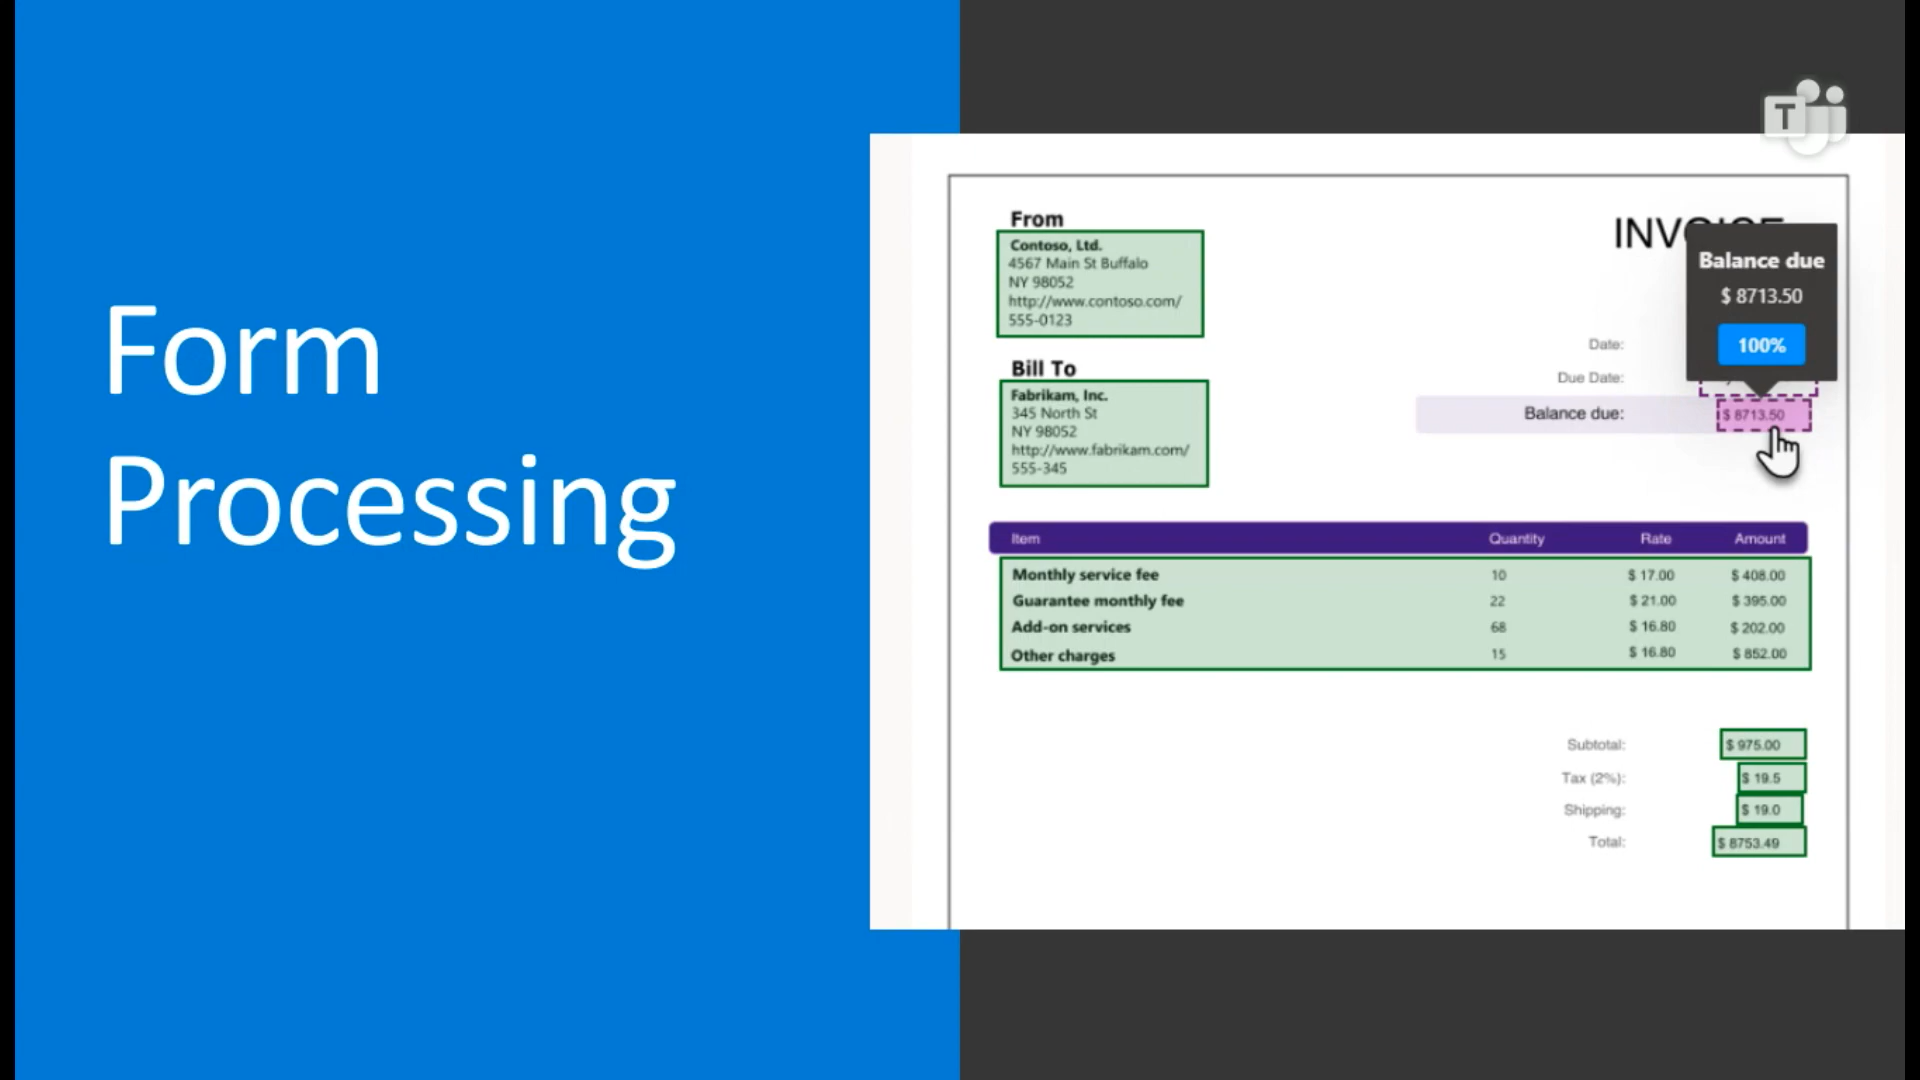 Form
Processing
T
From
Contoso, Ltd.
4567 Main St Buffalo
NY 98052
http://www.contoso.com/
555-0123
Bill To
Fabrikam, Inc.
345 North St
NY 98052
http://www.fabrikam.com/
555-345
Balance due
$ 8713.50
100%
Date:
Due Date:
Balance due: $ 8713.50
Item Quantity Rate Amount
Monthly service fee 10 $ 17.00 $ 408.00
Guarantee monthly fee 22 $ 21.00 $ 395.00
Add-on services 68 $ 16.80 $ 202.00
Other charges 15 $ 16.80 $ 852.00
Subtotal: $ 975.00
Tax (2%): $ 19.5
Shipping: $ 19.0
Total: $ 8753.49